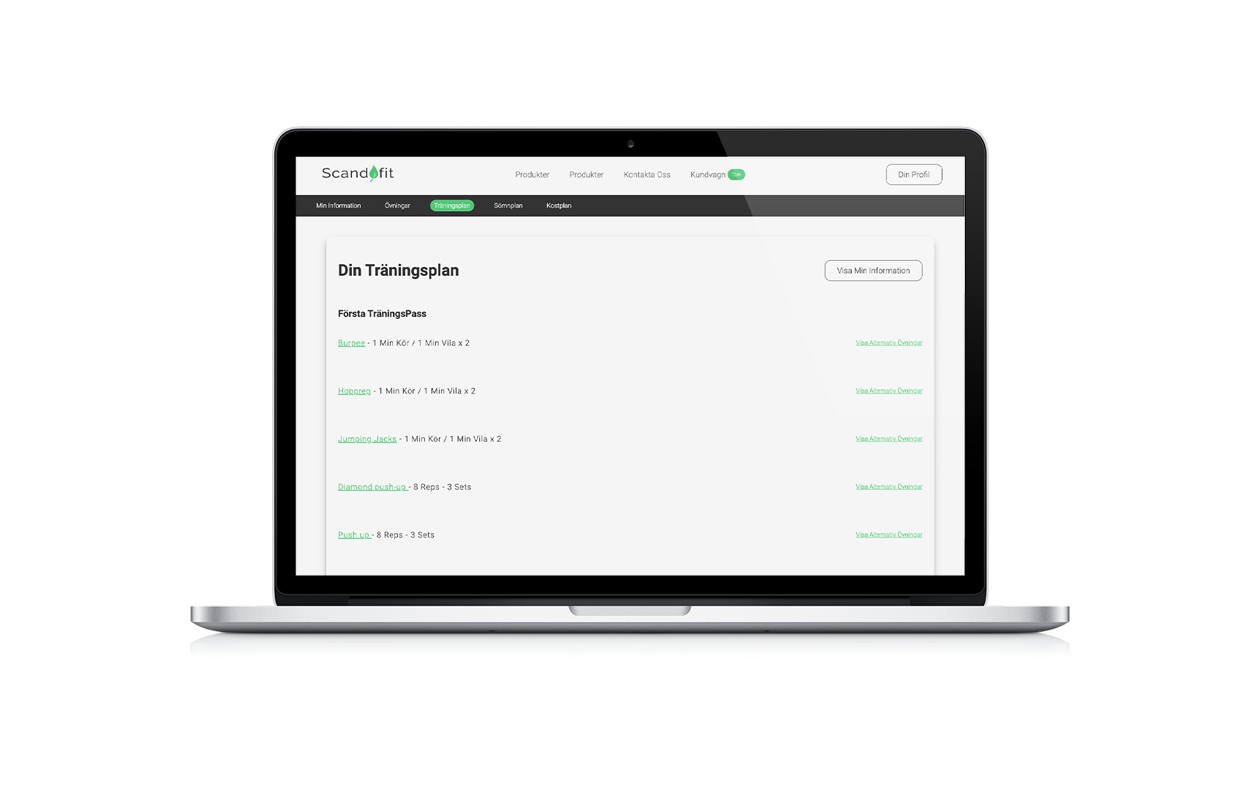 Scandofit
Produkter Produkter Kontakta Oss Kundvagn
Din Profil
Min Information Övningar Träningsplan Sömnplan Kostplan
Din Träningsplan
Visa Min Information
Första TräningsPass
Burpee - 1 Min Kör / 1 Min Vila x 2
Visa Alternativ Övningar
Hopprep - 1 Min Kör / 1 Min Vila x 2
Visa Alternativ Övningar
Jumping Jacks - 1 Min Kör / 1 Min Vila x 2
Visa Alternativ Övningar
Diamond push-up - 8 Reps - 3 Sets
Visa Alternativ Övningar
Push up - 8 Reps - 3 Sets
Visa Alternativ Övningar